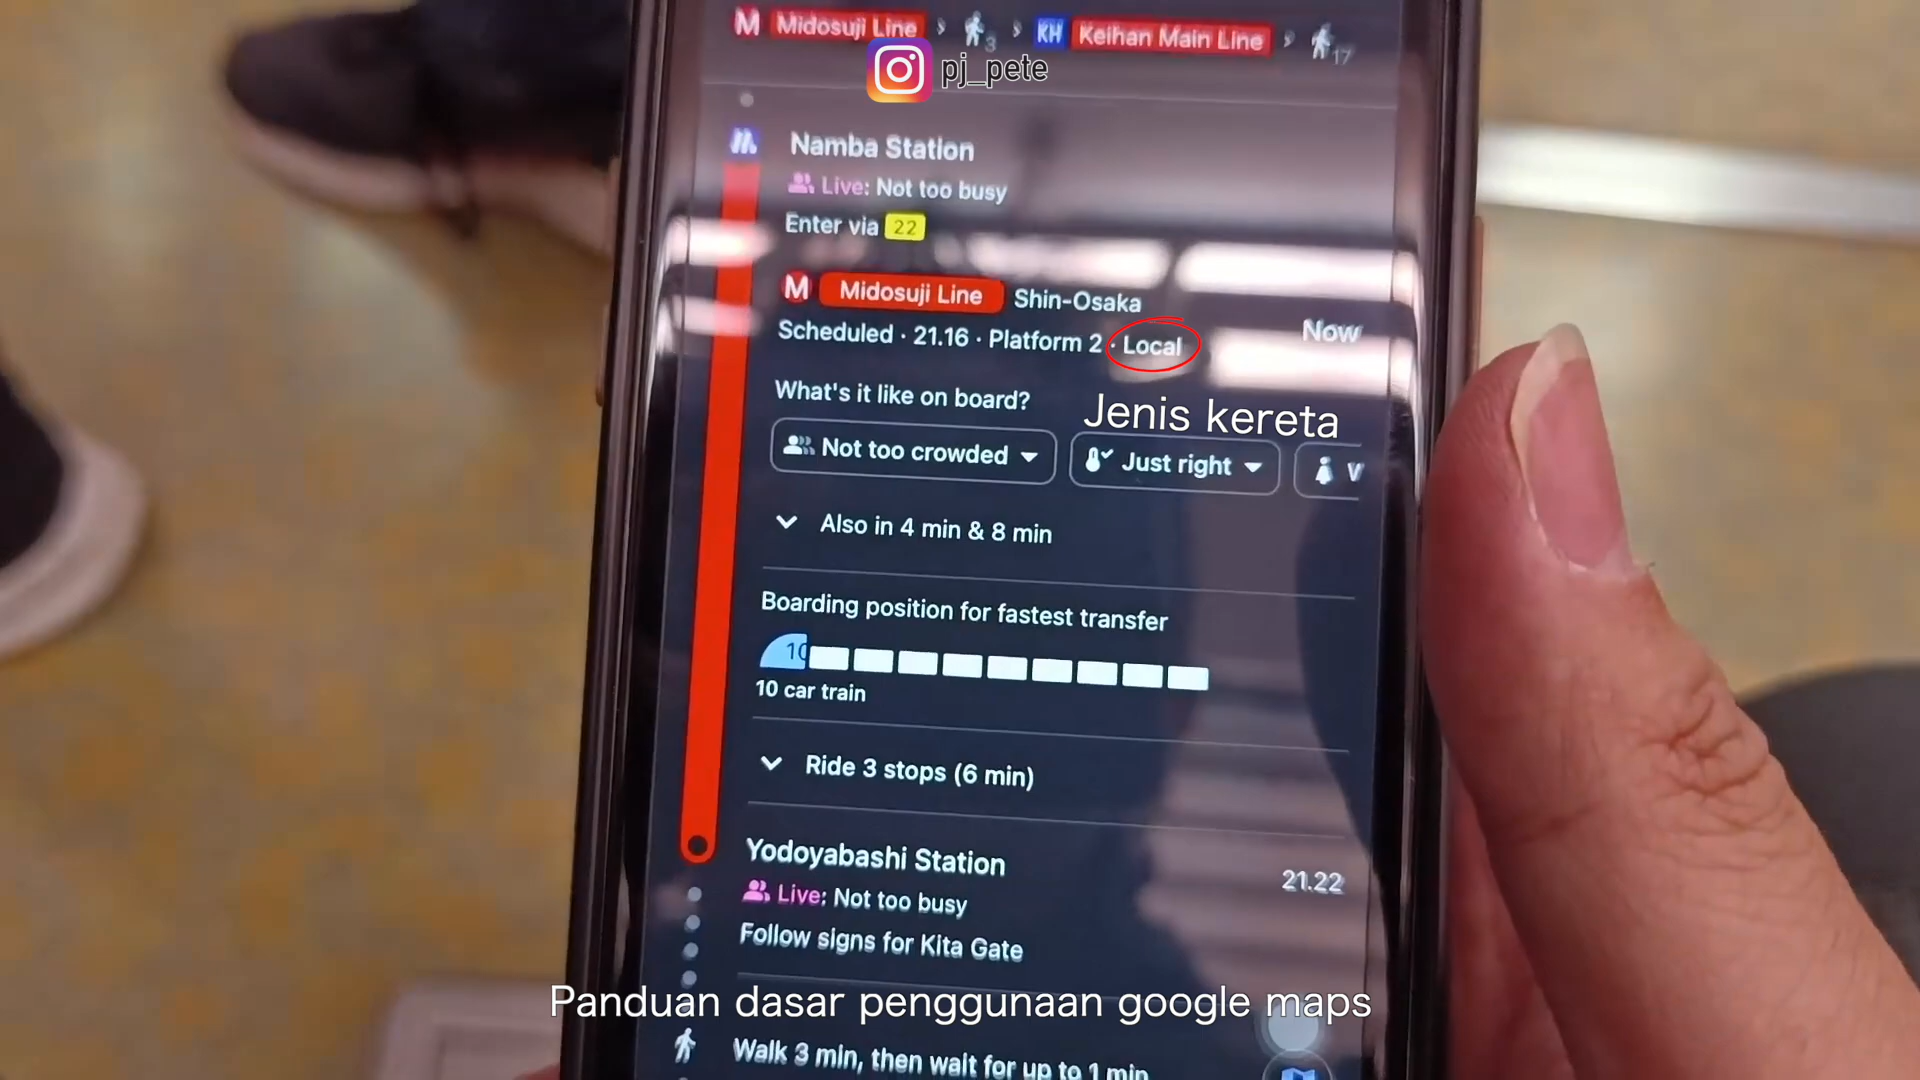 M Midosuji Line 3 KH Keihan Main Line 17
pj_pete
Namba Station
Live: Not too busy
Enter via 22
M Midosuji Line Shin-Osaka
Now
Scheduled · 21.16 · Platform 2 · Local
What's it like on board?
Jenis kereta
Not too crowded Just right
Also in 4 min & 8 min
Boarding position for fastest transfer
10
10 car train
Ride 3 stops (6 min)
Yodoyabashi Station
21.22
Live: Not too busy
Follow signs for Kita Gate
Panduan dasar penggunaan google maps
Walk 3 min, then wait for up to 1 min